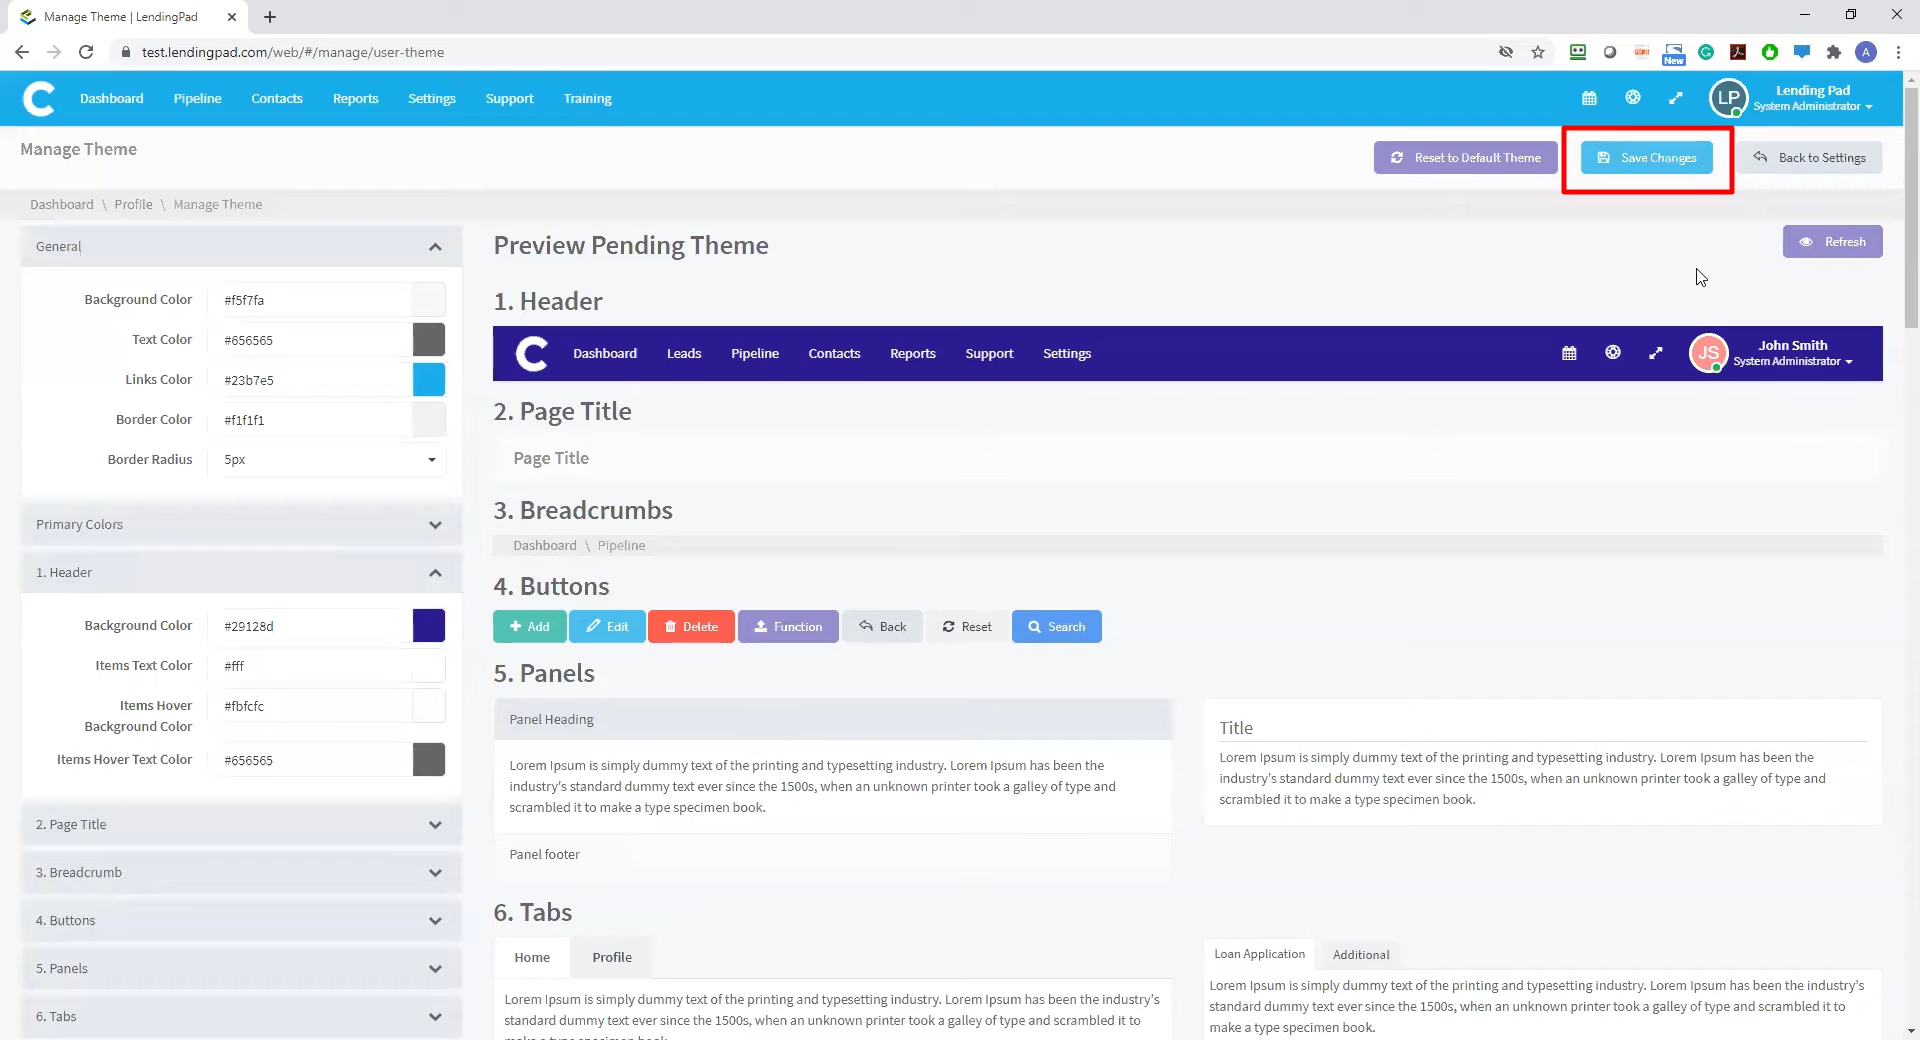 Manage Theme | LendingPad
test.lendingpad.com/web/#/manage/user-theme
New
A
Dashboard Pipeline Contacts Reports Settings Support Training
LP
Lending Pad
System Administrator
Manage Theme
Reset to Default Theme
Save Changes
Back to Settings
Dashboard \ Profile \ Manage Theme
General
Background Color #f5f7fa
Text Color #656565
Links Color #23b7e5
Border Color #f1f1f1
Border Radius 5px
Primary Colors
1. Header
Background Color #29128d
Items Text Color #fff
Items Hover
Background Color
#fbfcfc
Items Hover Text Color #656565
2. Page Title
3. Breadcrumb
4. Buttons
5. Panels
6. Tabs
Preview Pending Theme
Refresh
1. Header
Dashboard Leads Pipeline Contacts Reports Support Settings
JS
John Smith
System Administrator
2. Page Title
Page Title
3. Breadcrumbs
Dashboard \ Pipeline
4. Buttons
Add Edit Delete Function Back Reset Search
5. Panels
Panel Heading
Lorem Ipsum is simply dummy text of the printing and typesetting industry. Lorem Ipsum has been the
industry's standard dummy text ever since the 1500s, when an unknown printer took a galley of type and
scrambled it to make a type specimen book.
Panel footer
Title
Lorem Ipsum is simply dummy text of the printing and typesetting industry. Lorem Ipsum has been the
industry's standard dummy text ever since the 1500s, when an unknown printer took a galley of type and
scrambled it to make a type specimen book.
6. Tabs
Home Profile
Lorem Ipsum is simply dummy text of the printing and typesetting industry. Lorem Ipsum has been the industry's
standard dummy text ever since the 1500s, when an unknown printer took a galley of type and scrambled it to
make a type specimen book.
Loan Application Additional
Lorem Ipsum is simply dummy text of the printing and typesetting industry. Lorem Ipsum has been the industry's
standard dummy text ever since the 1500s, when an unknown printer took a galley of type and scrambled it to
make a type specimen book.